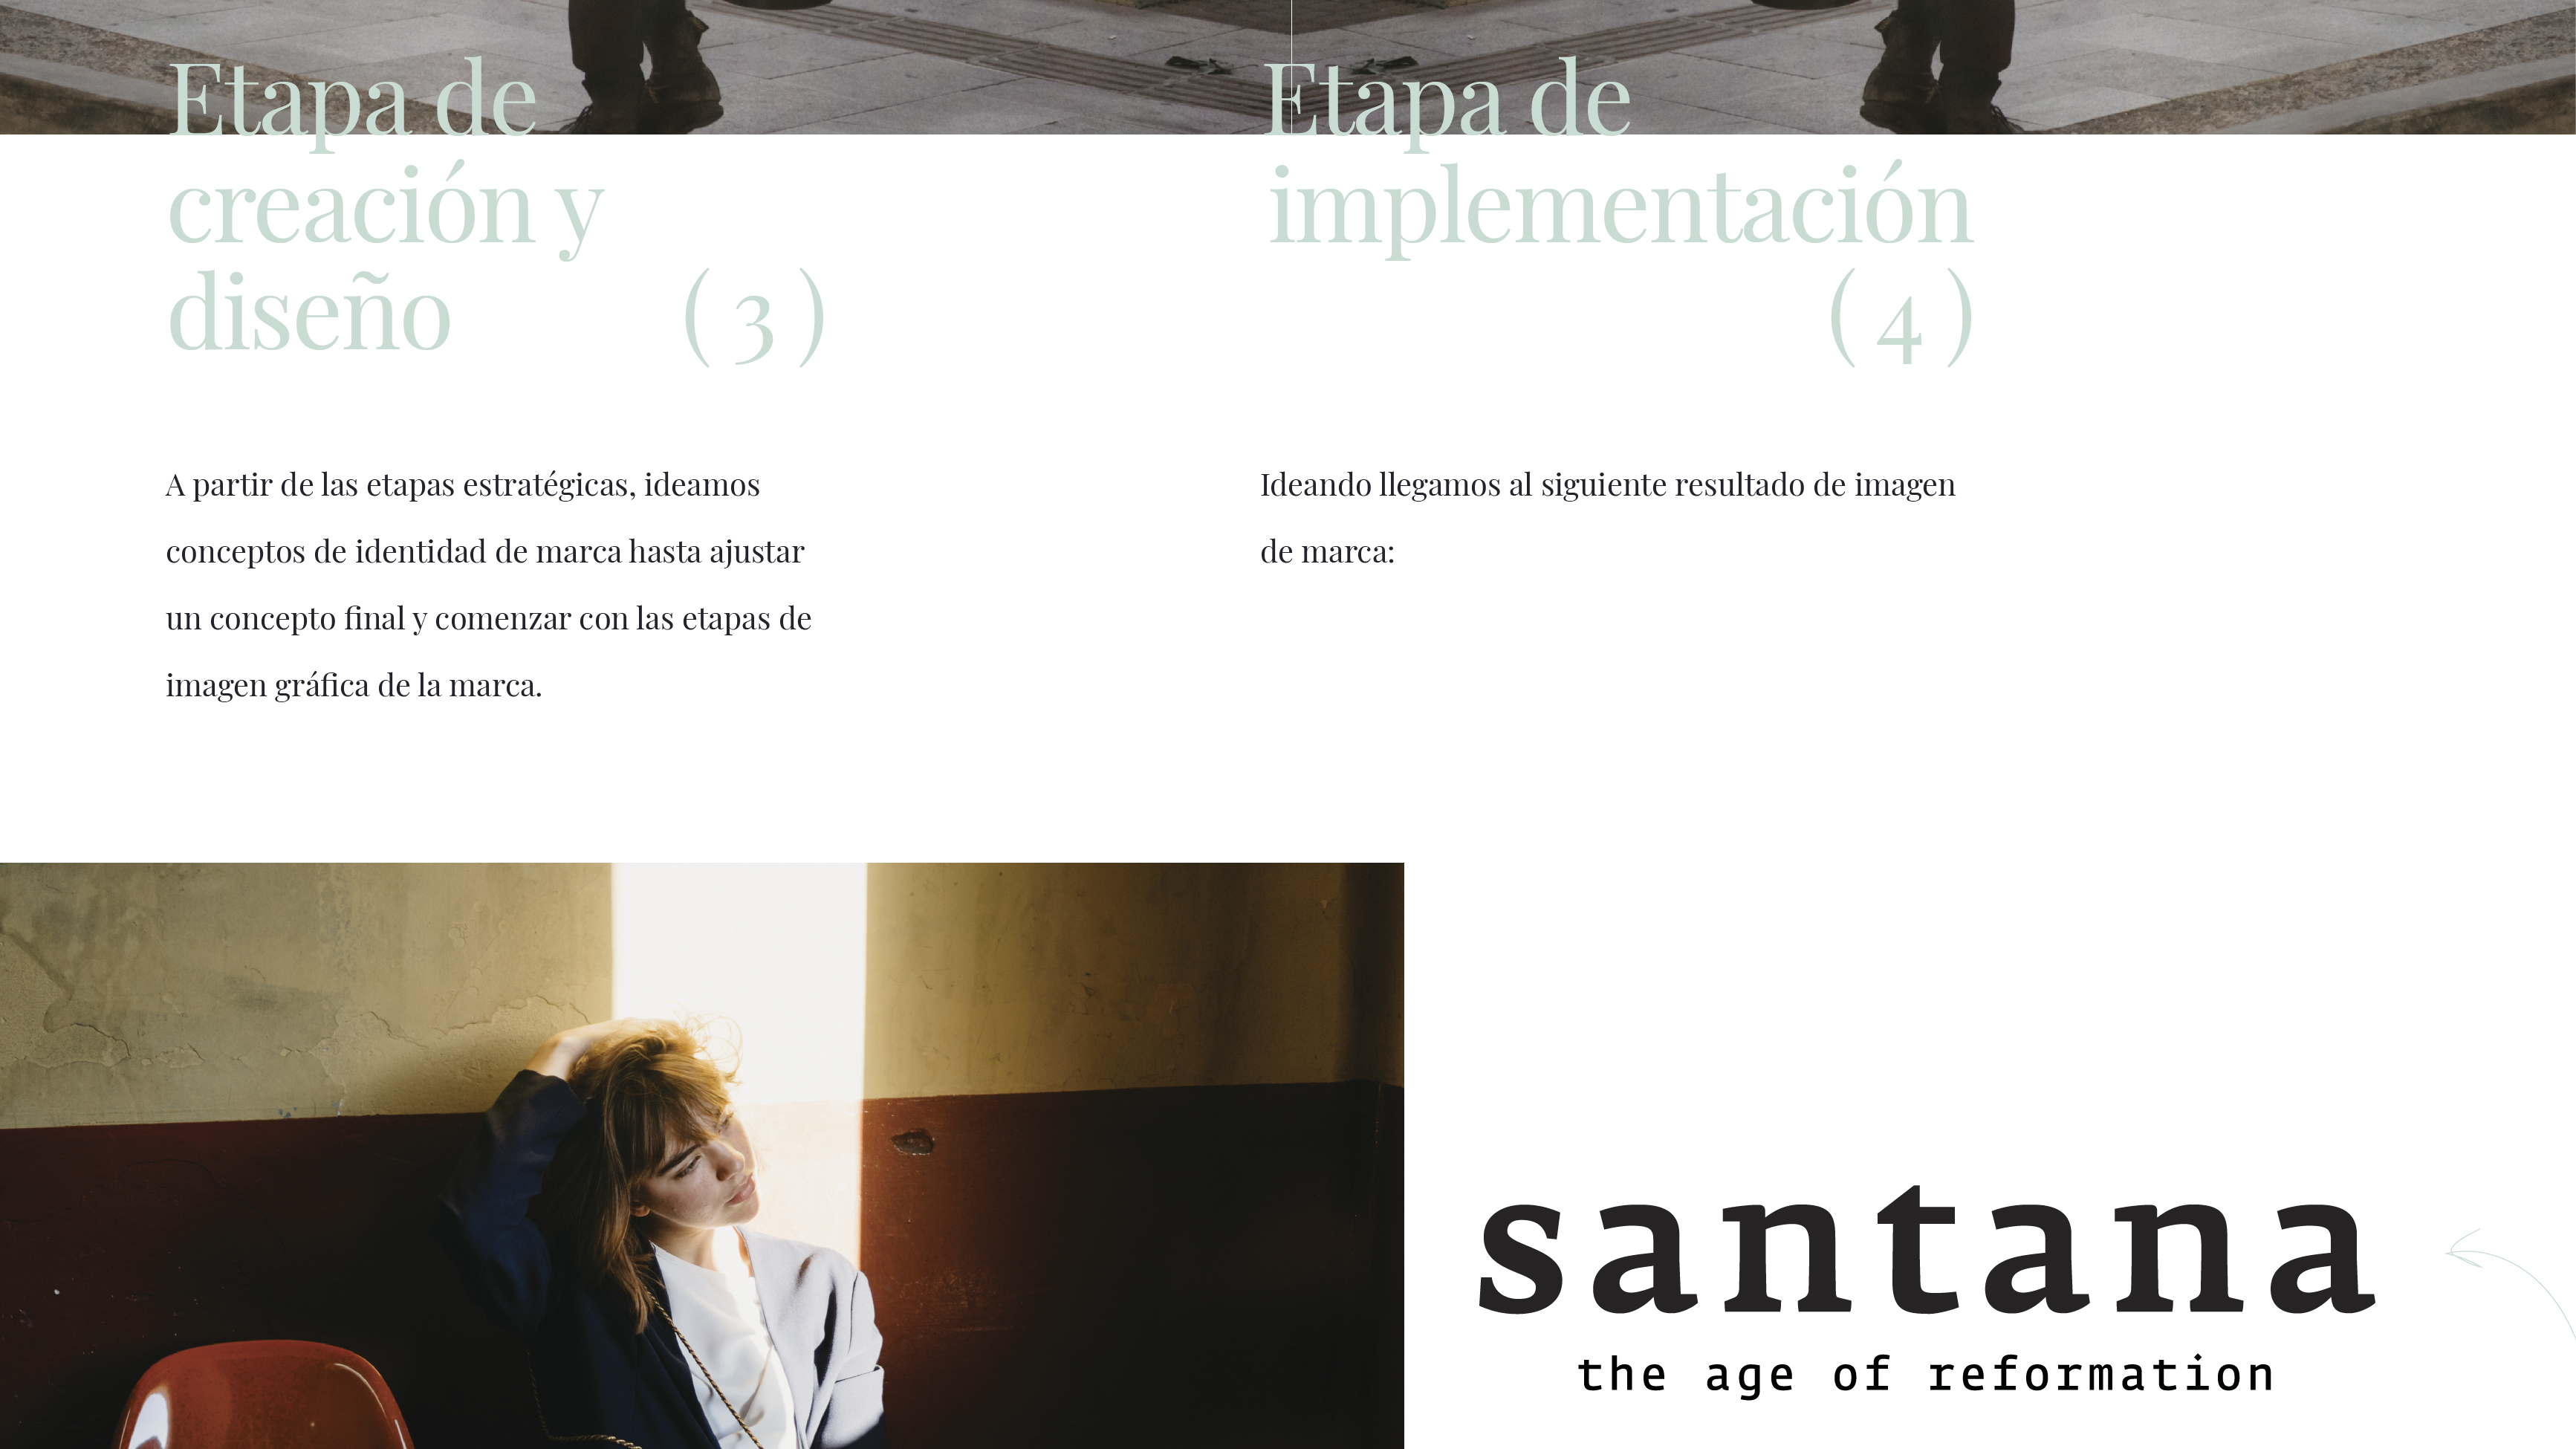 Etapa de
creación y
diseño (3)
A partir de las etapas estratégicas, ideamos
conceptos de identidad de marca hasta ajustar
un concepto final y comenzar con las etapas de
imagen gráfica de la marca.
Etapa de
implementación
(4)
Ideando llegamos al siguiente resultado de imagen
de marca:
santana
the age of reformation